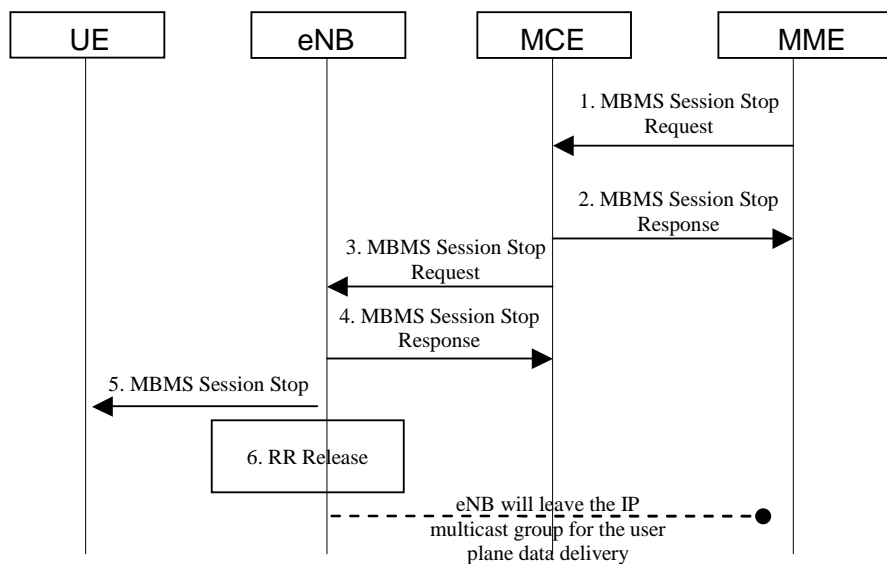 UE
eNB
MCE
MME
1. MBMS Session Stop
Request
2. MBMS Session Stop
Response
3. MBMS Session Stop
Request
4. MBMS Session Stop
Response
5. MBMS Session Stop
6. RR Release
eNB will leave the IP
multicast group for the user
plane data delivery